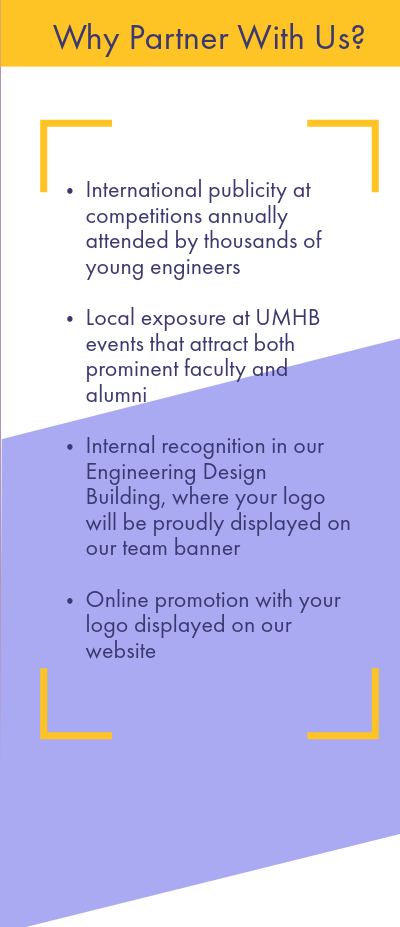 Why Partner With Us?
• International publicity at
competitions annually
attended by thousands of
young engineers
• Local exposure at UMHB
events that attract both
prominent faculty and
alumni
• Internal recognition in our
Engineering Design
Building, where your logo
will be proudly displayed on
our team banner
• Online promotion with your
logo displayed on our
website